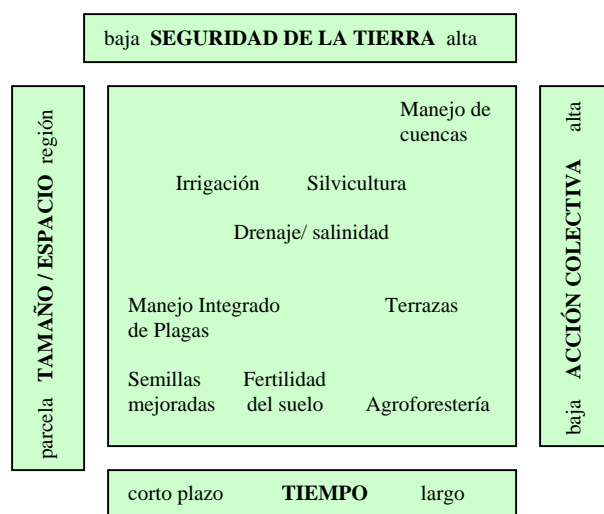 baja SEGURIDAD DE LA TIERRA alta
parcela TAMAÑO / ESPACIO región
Manejo de
cuencas
Irrigación Silvicultura
Drenaje/ salinidad
Manejo Integrado Terrazas
de Plagas
Semillas Fertilidad
mejoradas del suelo Agroforestería
baja ACCIÓN COLECTIVA alta
corto plazo TIEMPO largo